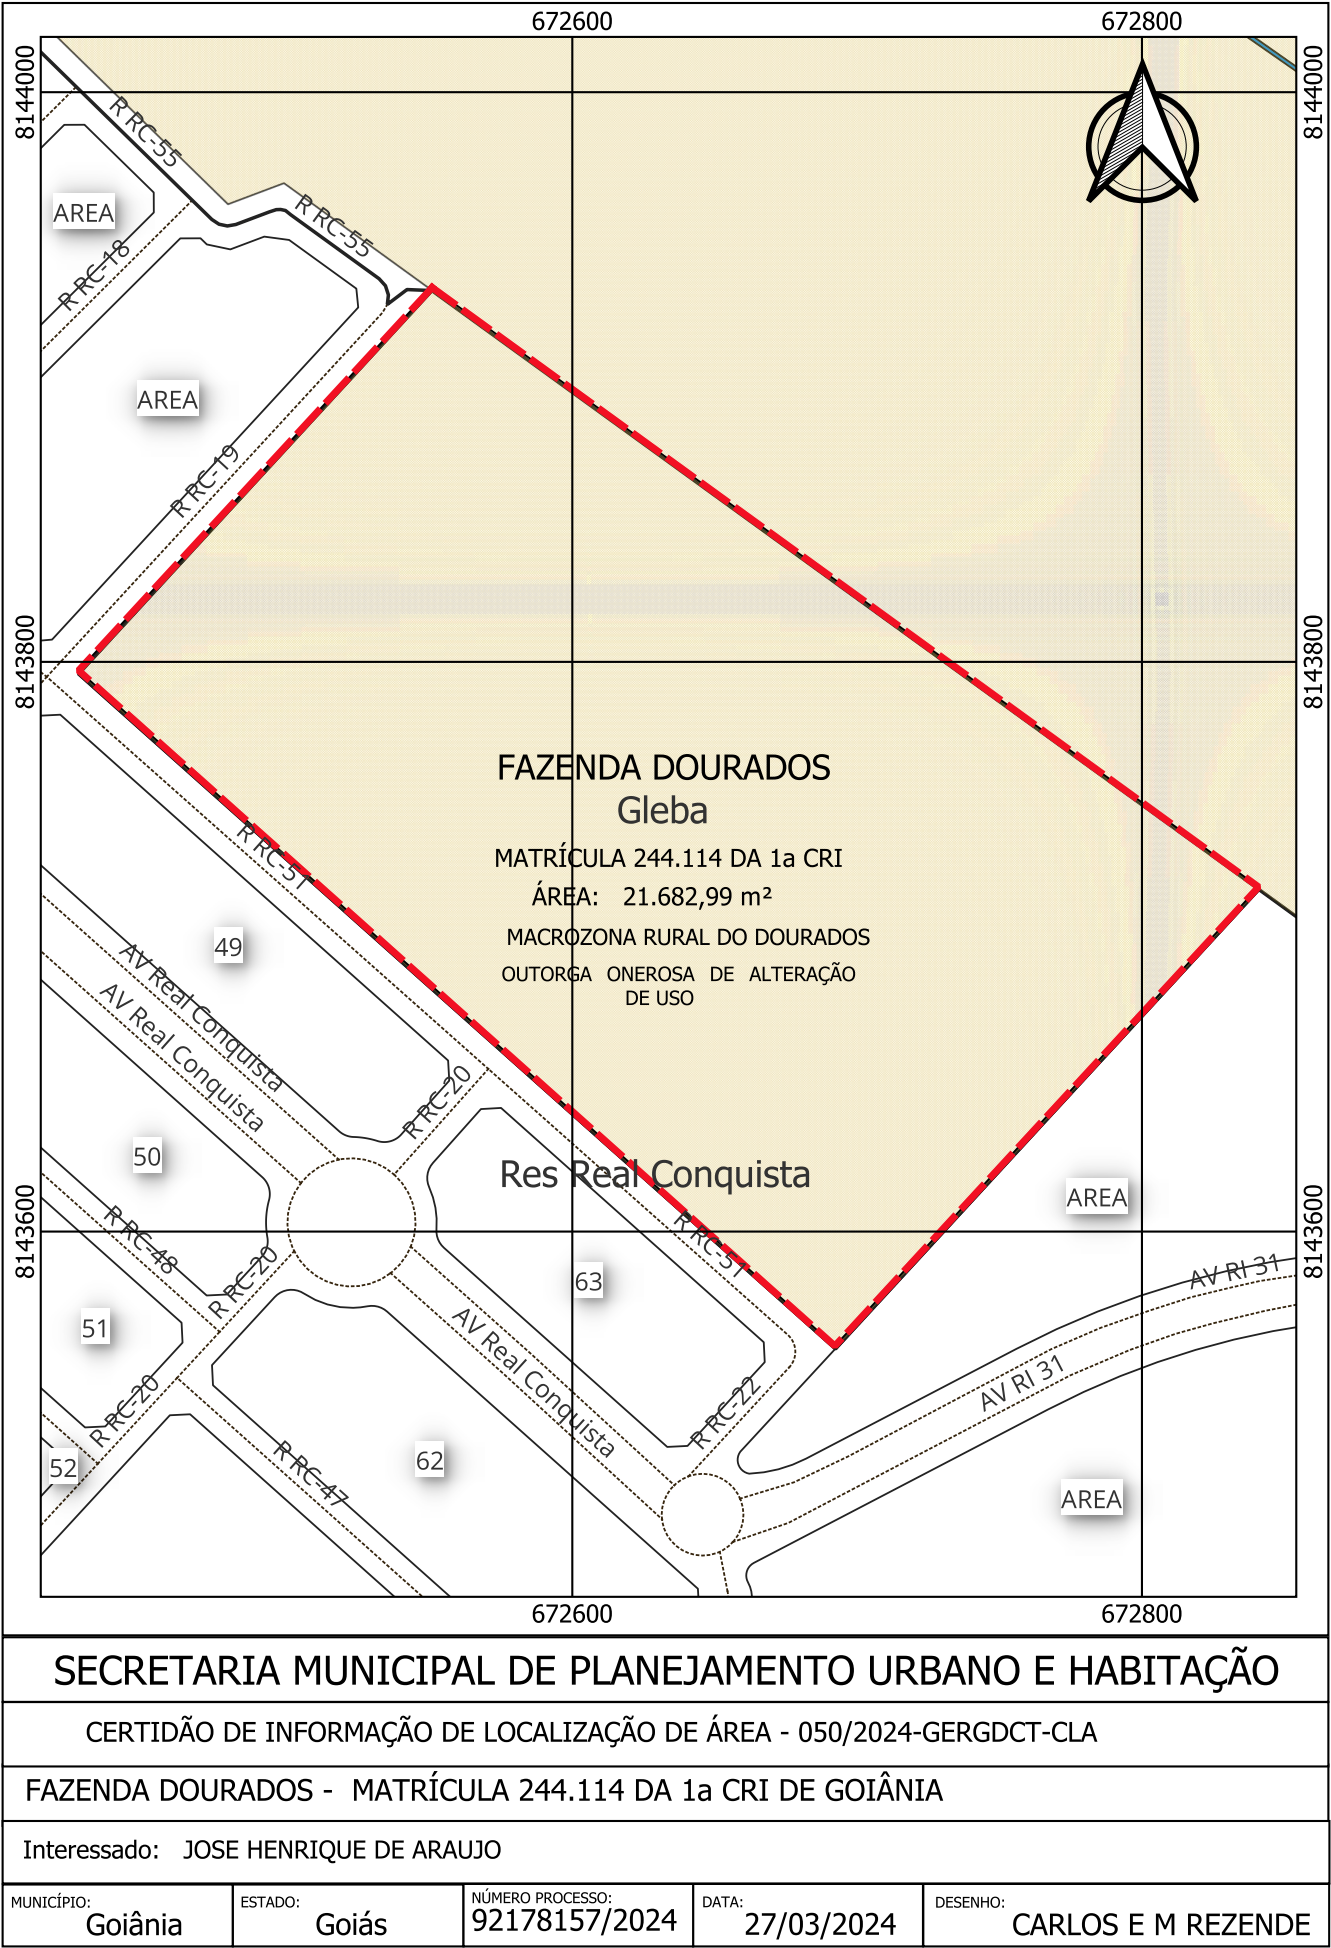 672600
672800
8144000
8144000
R RC-55
AREA
R RC-55
R RC-18
AREA
R RC-19
8143800
8143800
FAZENDA DOURADOS
Gleba
R RC-51
MATRÍCULA 244.114 DA 1a CRI
ÁREA: 21.682,99 m²
49
MACROZONA RURAL DO DOURADOS
AV Real Conquista
OUTORGA ONEROSA DE ALTERAÇÃO
DE USO
AV Real Conquista
R RC-20
50
Res Real Conquista
AREA
8143600
8143600
R RC-48
R RC-51
R RC-20
63
AV RI 31
51
AV Real Conquista
AV RI 31
R RC-20
R RC-22
52
R RC-47
62
AREA
672600
672800
SECRETARIA MUNICIPAL DE PLANEJAMENTO URBANO E HABITAÇÃO
CERTIDÃO DE INFORMAÇÃO DE LOCALIZAÇÃO DE ÁREA - 050/2024-GERGDCT-CLA
FAZENDA DOURADOS - MATRÍCULA 244.114 DA 1a CRI DE GOIÂNIA
Interessado: JOSE HENRIQUE DE ARAUJO
MUNICÍPIO:
Goiânia
ESTADO:
Goiás
NÚMERO PROCESSO:
92178157/2024
DATA:
27/03/2024
DESENHO:
CARLOS E M REZENDE